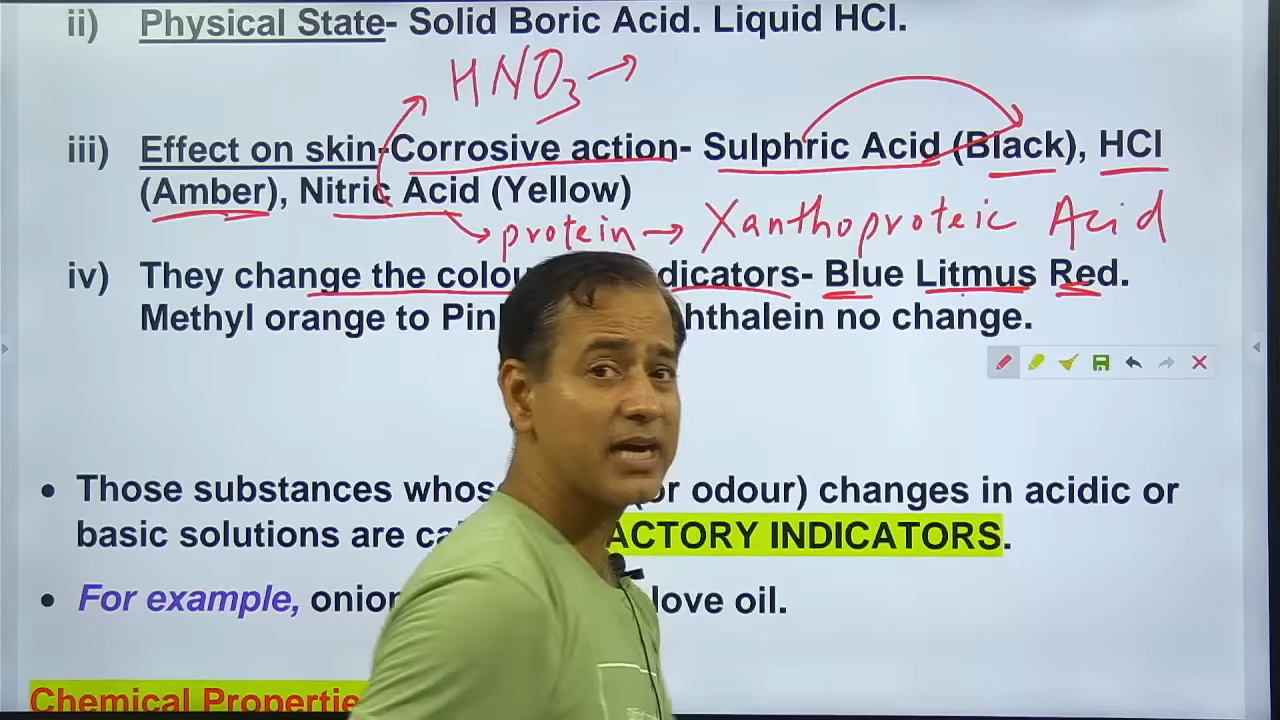 ii) Physical State- Solid Boric Acid. Liquid HCl.
HNO3 →
iii) Effect on skin-Corrosive action- Sulphric Acid (Black), HCl
(Amber), Nitric Acid (Yellow)
→ protein → Xanthoproteic Acid
iv) They change the colou dicators- Blue Litmus Red.
Methyl orange to Pin hthalein no change.
• Those substances whos or odour) changes in acidic or
basic solutions are ca ACTORY INDICATORS.
• For example, onion love oil.
Chemical Propertie